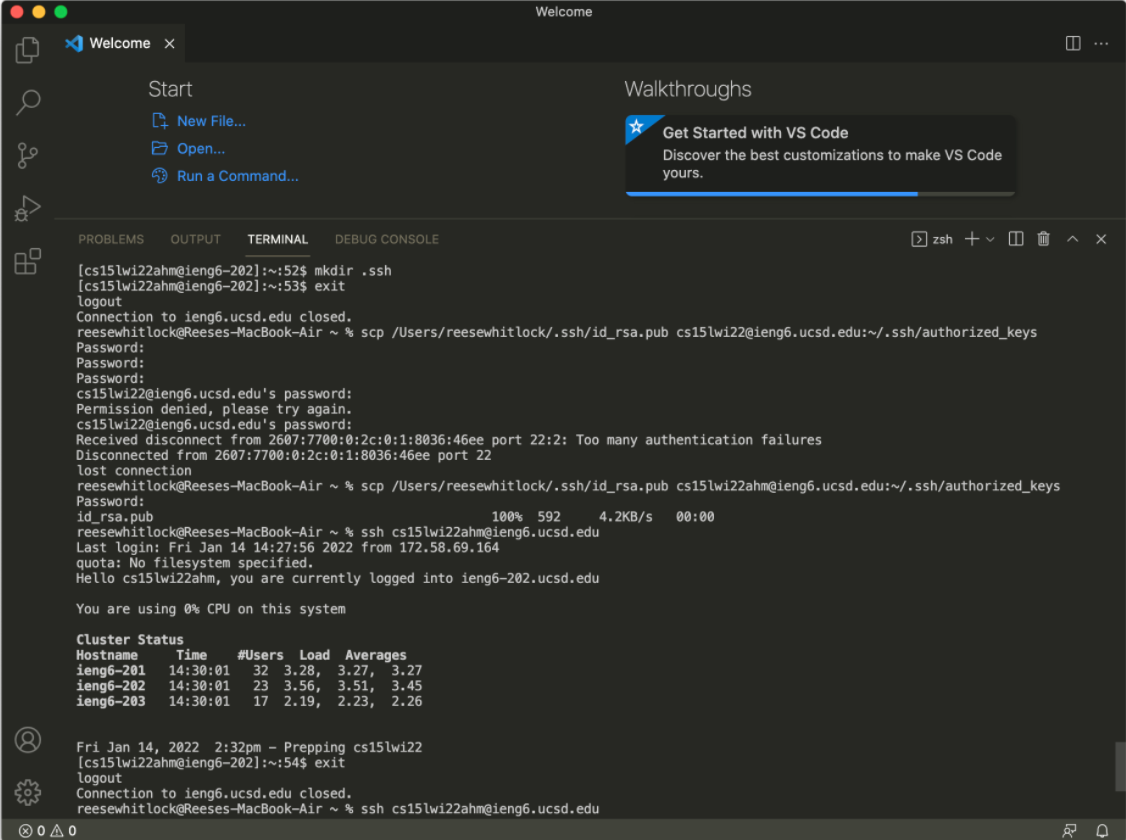 Welcome
Welcome
Start
New File...
Open...
Run a Command...
Walkthroughs
Get Started with VS Code
Discover the best customizations to make VS Code
yours.
PROBLEMS OUTPUT TERMINAL DEBUG CONSOLE
zsh
[cs15lwi22ahm@ieng6-202]:~:52$ mkdir .ssh
[cs15lwi22ahm@ieng6-202]:~:53$ exit
logout
Connection to ieng6.ucsd.edu closed.
reesewhitlock@Reeses-MacBook-Air ~ % scp /Users/reesewhitlock/.ssh/id_rsa.pub cs15lwi22@ieng6.ucsd.edu:~/.ssh/authorized_keys
Password:
Password:
Password:
cs15lwi22@ieng6.ucsd.edu's password:
Permission denied, please try again.
cs15lwi22@ieng6.ucsd.edu's password:
Received disconnect from 2607:7700:0:2c:0:1:8036:46ee port 22:2: Too many authentication failures
Disconnected from 2607:7700:0:2c:0:1:8036:46ee port 22
lost connection
reesewhitlock@Reeses-MacBook-Air ~ % scp /Users/reesewhitlock/.ssh/id_rsa.pub cs15lwi22ahm@ieng6.ucsd.edu:~/.ssh/authorized_keys
Password:
id_rsa.pub 100% 592 4.2KB/s 00:00
reesewhitlock@Reeses-MacBook-Air ~ % ssh cs15lwi22ahm@ieng6.ucsd.edu
Last login: Fri Jan 14 14:27:56 2022 from 172.58.69.164
quota: No filesystem specified.
Hello cs15lwi22ahm, you are currently logged into ieng6-202.ucsd.edu
You are using 0% CPU on this system
Cluster Status
Hostname Time #Users Load Averages
ieng6-201 14:30:01 32 3.28, 3.27, 3.27
ieng6-202 14:30:01 23 3.56, 3.51, 3.45
ieng6-203 14:30:01 17 2.19, 2.23, 2.26
Fri Jan 14, 2022 2:32pm - Prepping cs15lwi22
[cs15lwi22ahm@ieng6-202]:~:54$ exit
logout
Connection to ieng6.ucsd.edu closed.
reesewhitlock@Reeses-MacBook-Air ~ % ssh cs15lwi22ahm@ieng6.ucsd.edu
0 0